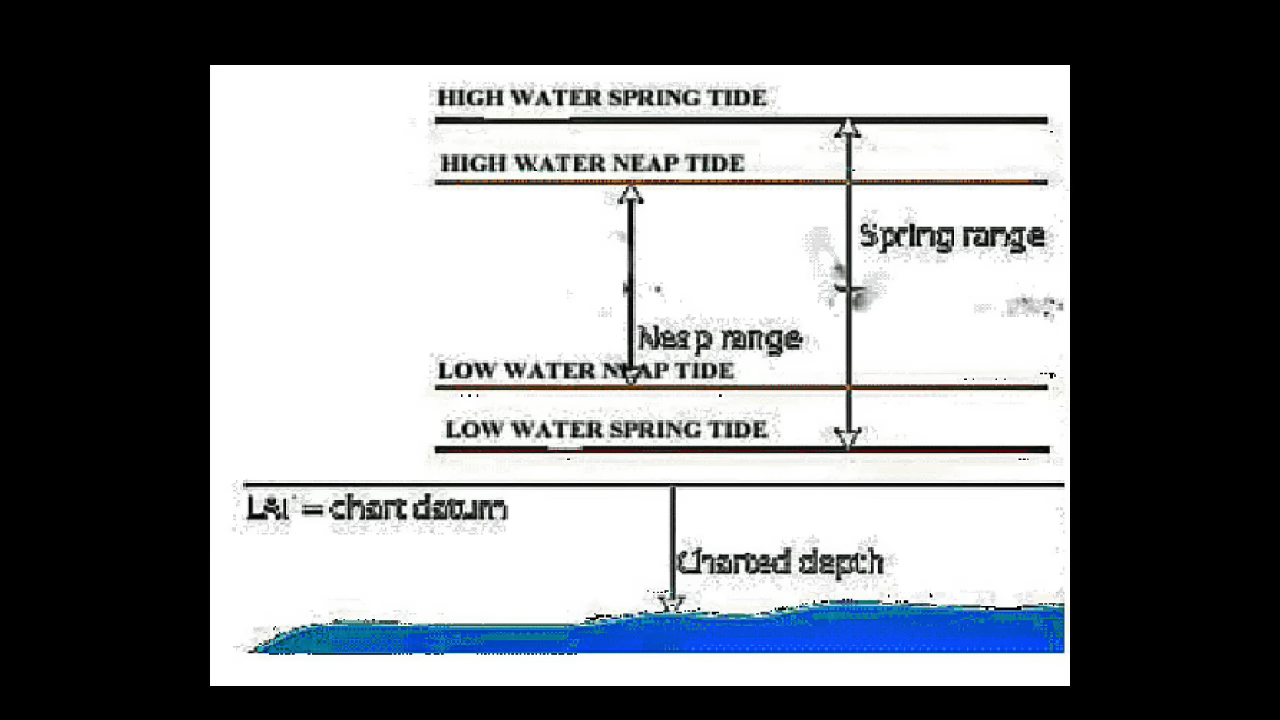 HIGH WATER SPRING TIDE
HIGH WATER NEAP TIDE
Spring range
Neap range
LOW WATER NEAP TIDE
LOW WATER SPRING TIDE
= chart datum
Charted depth